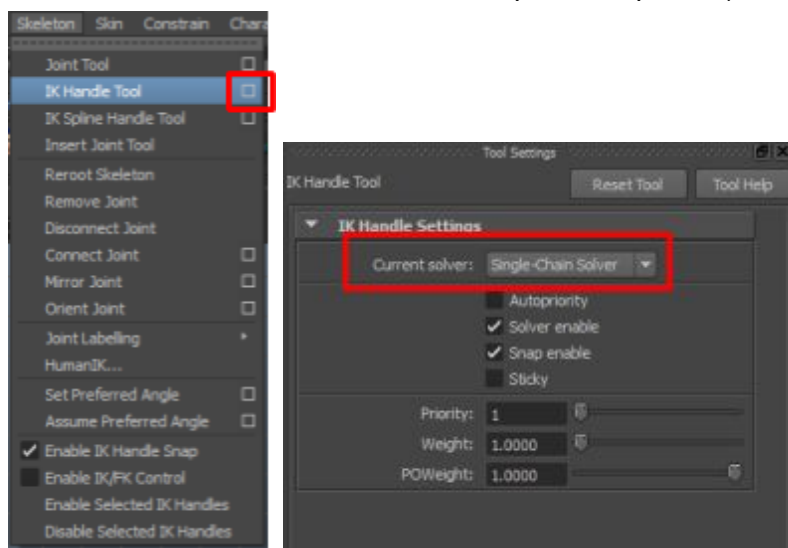 Skeleton Skin Constrain Chara
Joint Tool
IK Handle Tool
IK Spline Handle Tool
Insert Joint Tool
Reroot Skeleton
Remove Joint
Disconnect Joint
Connect Joint
Mirror Joint
Orient Joint
Joint Labelling
HumanIK...
Set Preferred Angle
Assume Preferred Angle
Enable IK Handle Snap
Enable IK/FK Control
Enable Selected IK Handles
Disable Selected IK Handles
Tool Settings
IK Handle Tool Reset Tool Tool Help
IK Handle Settings
Current solver: Single-Chain Solver
Autopriority
Solver enable
Snap enable
Sticky
Priority: 1
Weight: 1.0000
POWeight: 1.0000